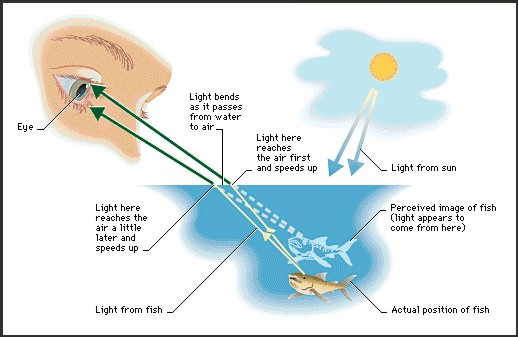 Eye
Light bends
as it passes
from water
to air
Light here
reaches
the air first
and speeds up
Light from sun
Light here
reaches the
air a little
later and
speeds up
Perceived image of fish
(light appears to
come from here)
Light from fish
Actual position of fish